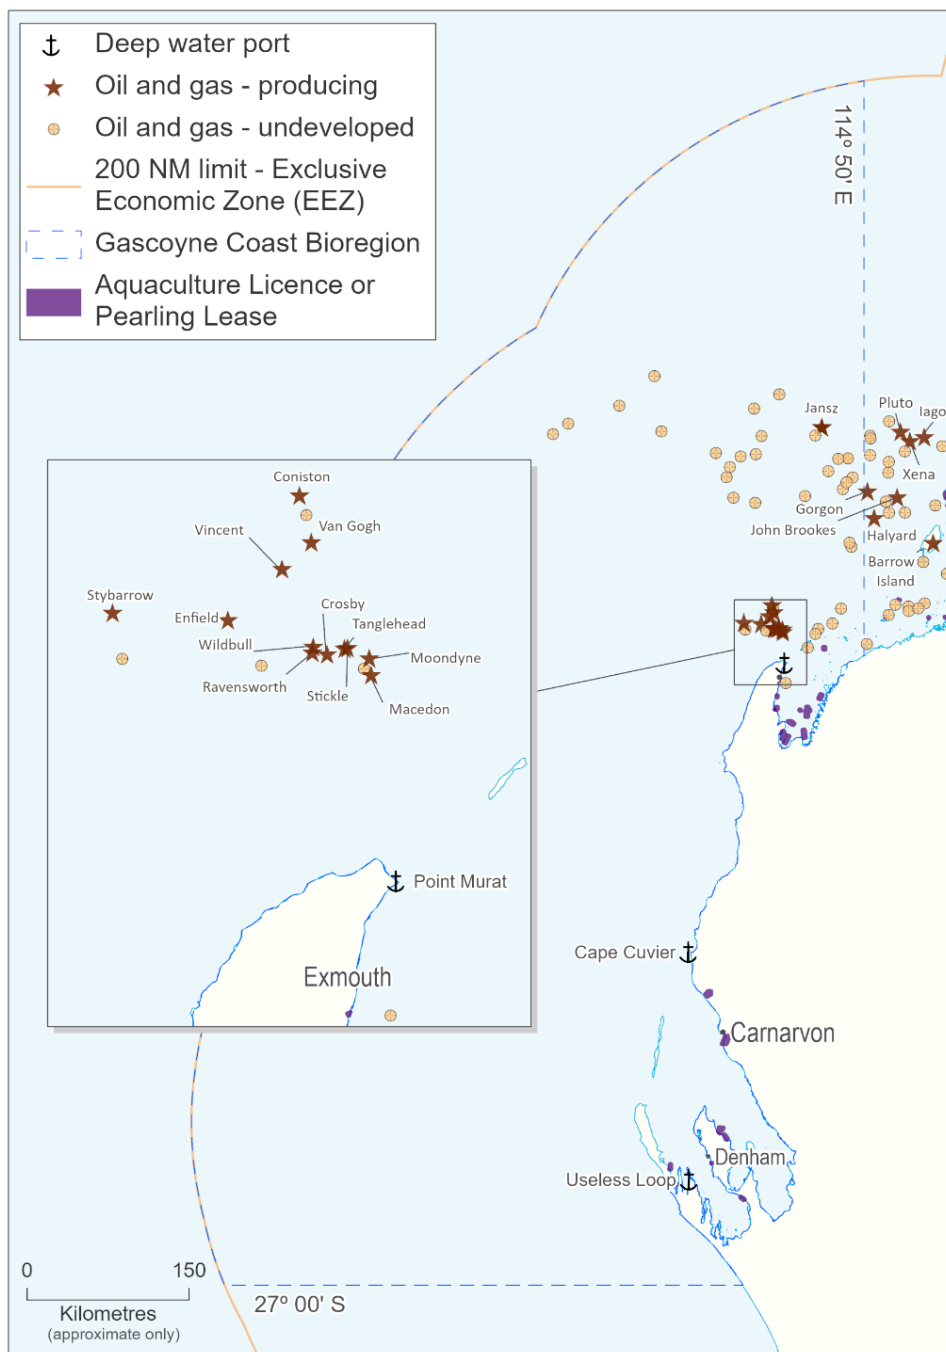 Deep water port
Oil and gas - producing
Oil and gas - undeveloped
200 NM limit - Exclusive
Economic Zone (EEZ)
Gascoyne Coast Bioregion
Aquaculture Licence or
Pearling Lease
114º 50' E
Jansz
Pluto
Iago
Xena
Gorgon
John Brookes
Halyard
Barrow
Island
Coniston
Vincent
Van Gogh
Stybarrow
Enfield
Crosby
Tanglehead
Wildbull
Moondyne
Ravensworth
Stickle
Macedon
Point Murat
Exmouth
Cape Cuvier
Carnarvon
Denham
Useless Loop
0 150
Kilometres
(approximate only)
27º 00' S